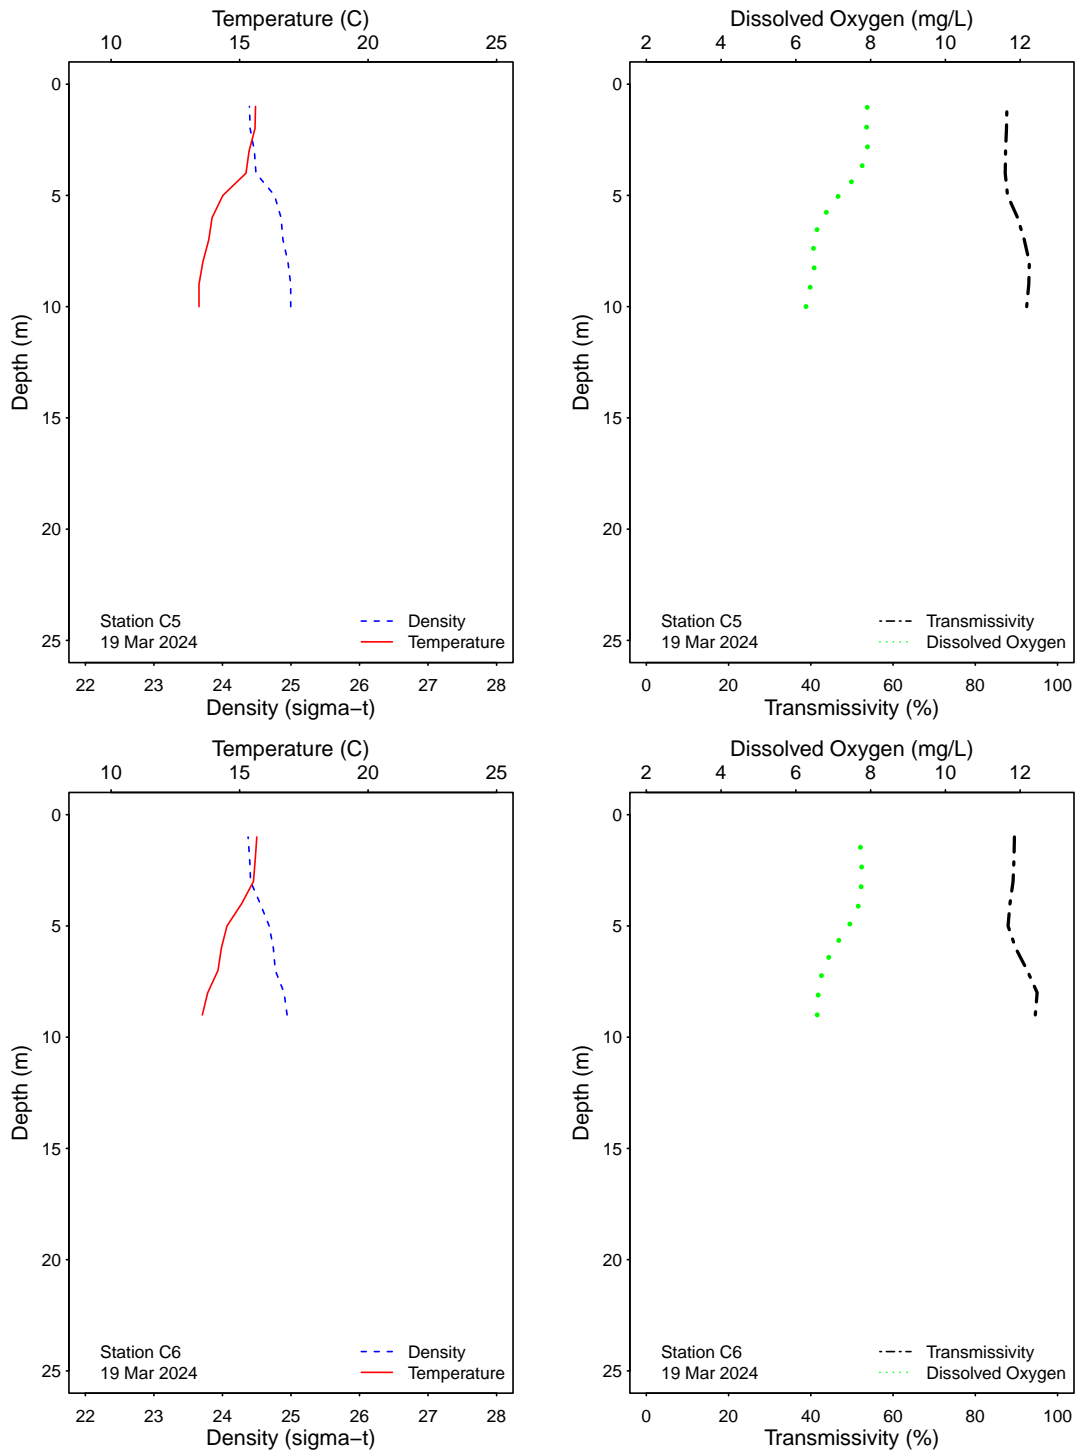 Temperature (C)
10 15 20 25
0
5
10
15
20
25
Depth (m)
Station C5
19 Mar 2024
Density
Temperature
22 23 24 25 26 27 28
Density (sigma−t)
Dissolved Oxygen (mg/L)
2 4 6 8 10 12
0
5
10
15
20
25
Depth (m)
Station C5
19 Mar 2024
Transmissivity
Dissolved Oxygen
0 20 40 60 80 100
Transmissivity (%)
Temperature (C)
10 15 20 25
0
5
10
15
20
25
Depth (m)
Station C6
19 Mar 2024
Density
Temperature
22 23 24 25 26 27 28
Density (sigma−t)
Dissolved Oxygen (mg/L)
2 4 6 8 10 12
0
5
10
15
20
25
Depth (m)
Station C6
19 Mar 2024
Transmissivity
Dissolved Oxygen
0 20 40 60 80 100
Transmissivity (%)